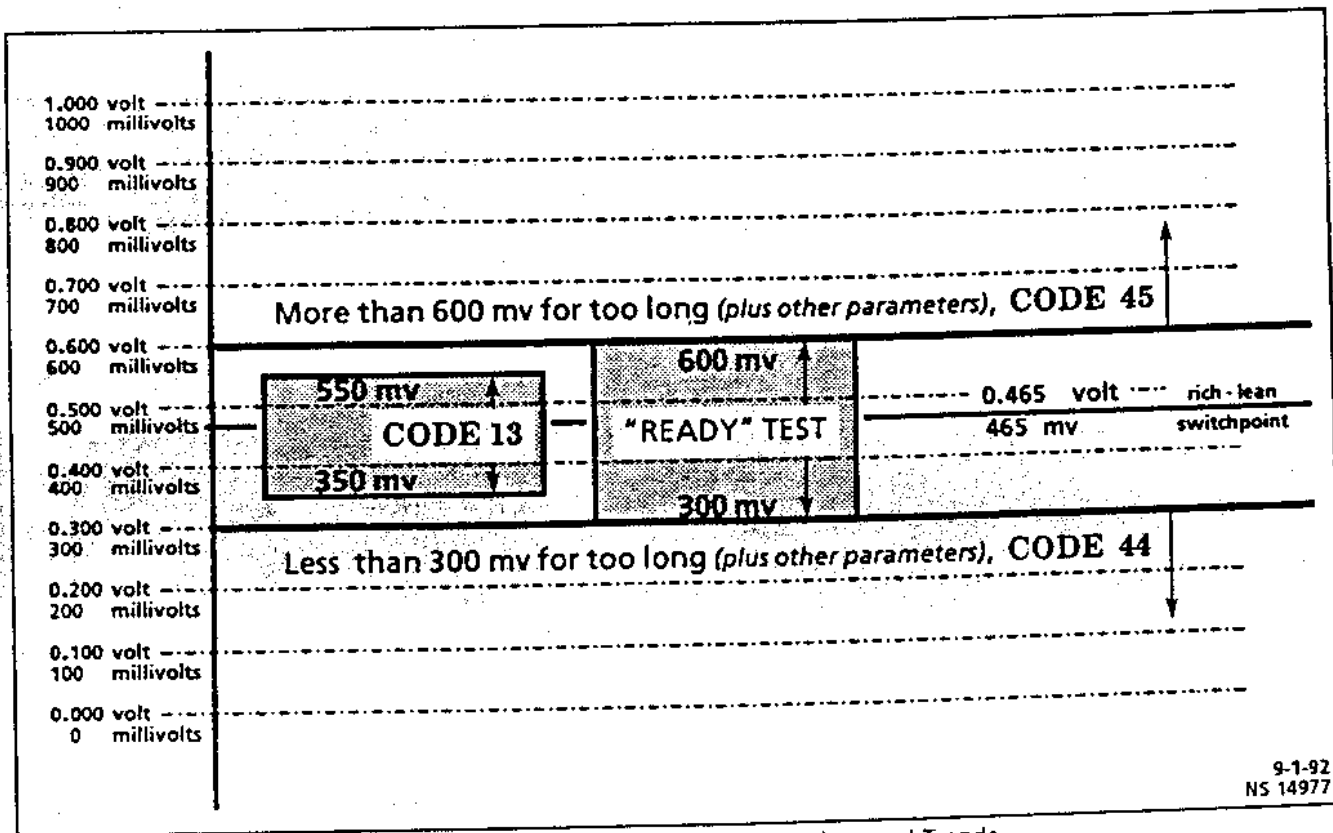 1.000 volt
1000 millivolts
0.900 volt
900 millivolts
0.800 volt
800 millivolts
0.700 volt
700 millivolts
More than 600 mv for too long (plus other parameters), CODE 45
0.600 volt
600 millivolts
600 mv
550 mv
0.500 volt
500 millivolts
CODE 13
"READY" TEST
0.465 volt
465 mv
rich - lean
switchpoint
0.400 volt
400 millivolts
350 mv
300 mv
0.300 volt
300 millivolts
Less than 300 mv for too long (plus other parameters), CODE 44
0.200 volt
200 millivolts
0.100 volt
100 millivolts
0.000 volt
0 millivolts
9-1-92
NS 14977